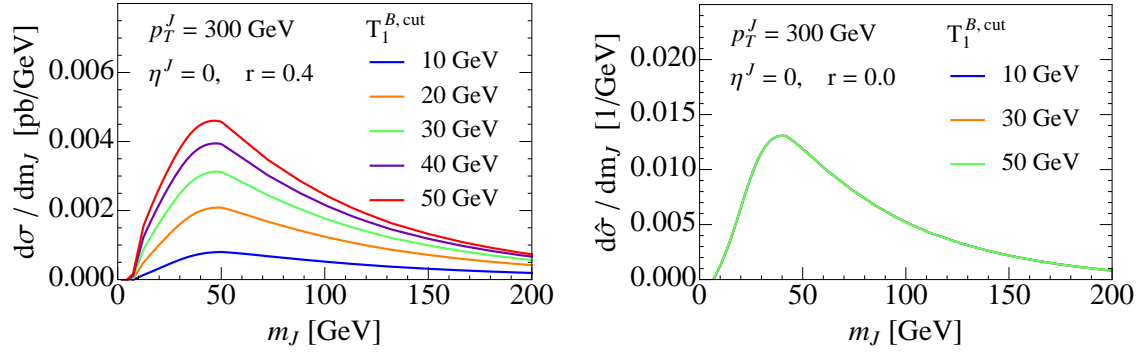 p_T^J = 300 GeV
η^J = 0, r = 0.4
T_1^{B, cut}
10 GeV
20 GeV
30 GeV
40 GeV
50 GeV
dσ / dm_J [pb/GeV]
0.006
0.004
0.002
0.000
0 50 100 150 200
m_J [GeV]
p_T^J = 300 GeV
η^J = 0, r = 0.0
T_1^{B, cut}
10 GeV
30 GeV
50 GeV
dσ̂ / dm_J [1/GeV]
0.020
0.015
0.010
0.005
0.000
0 50 100 150 200
m_J [GeV]